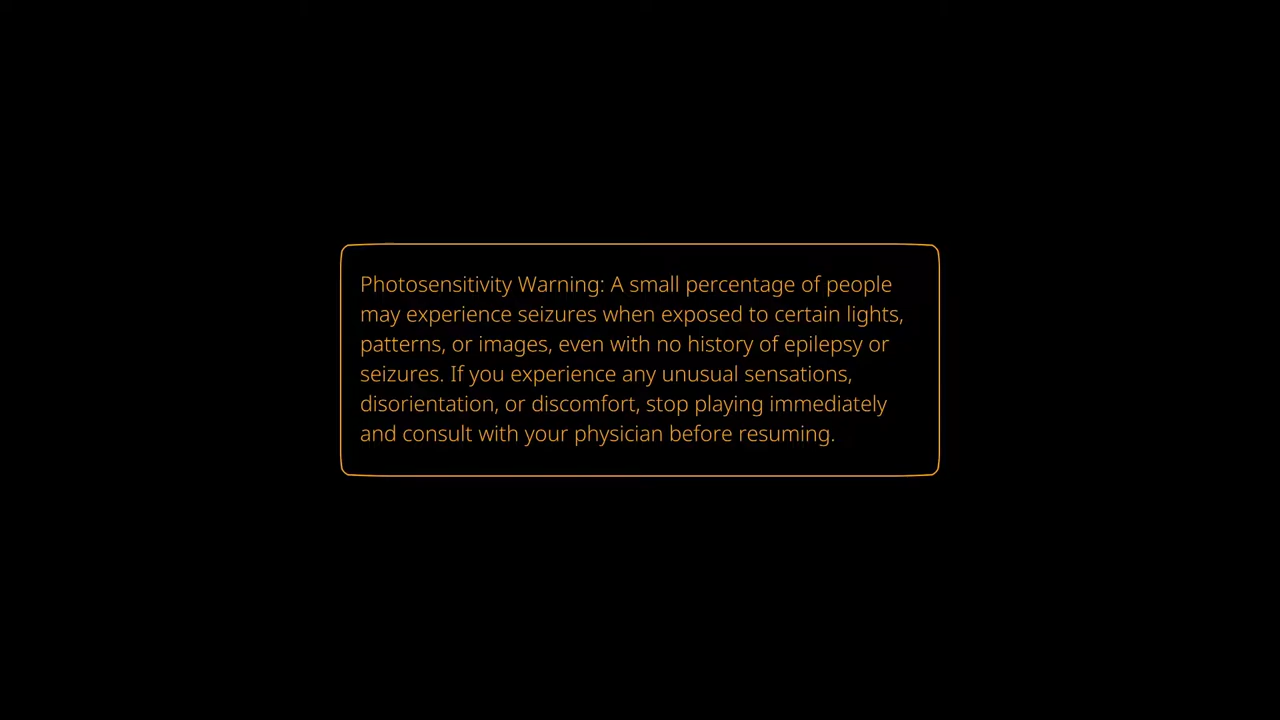 Photosensitivity Warning: A small percentage of people
may experience seizures when exposed to certain lights,
patterns, or images, even with no history of epilepsy or
seizures. If you experience any unusual sensations,
disorientation, or discomfort, stop playing immediately
and consult with your physician before resuming.